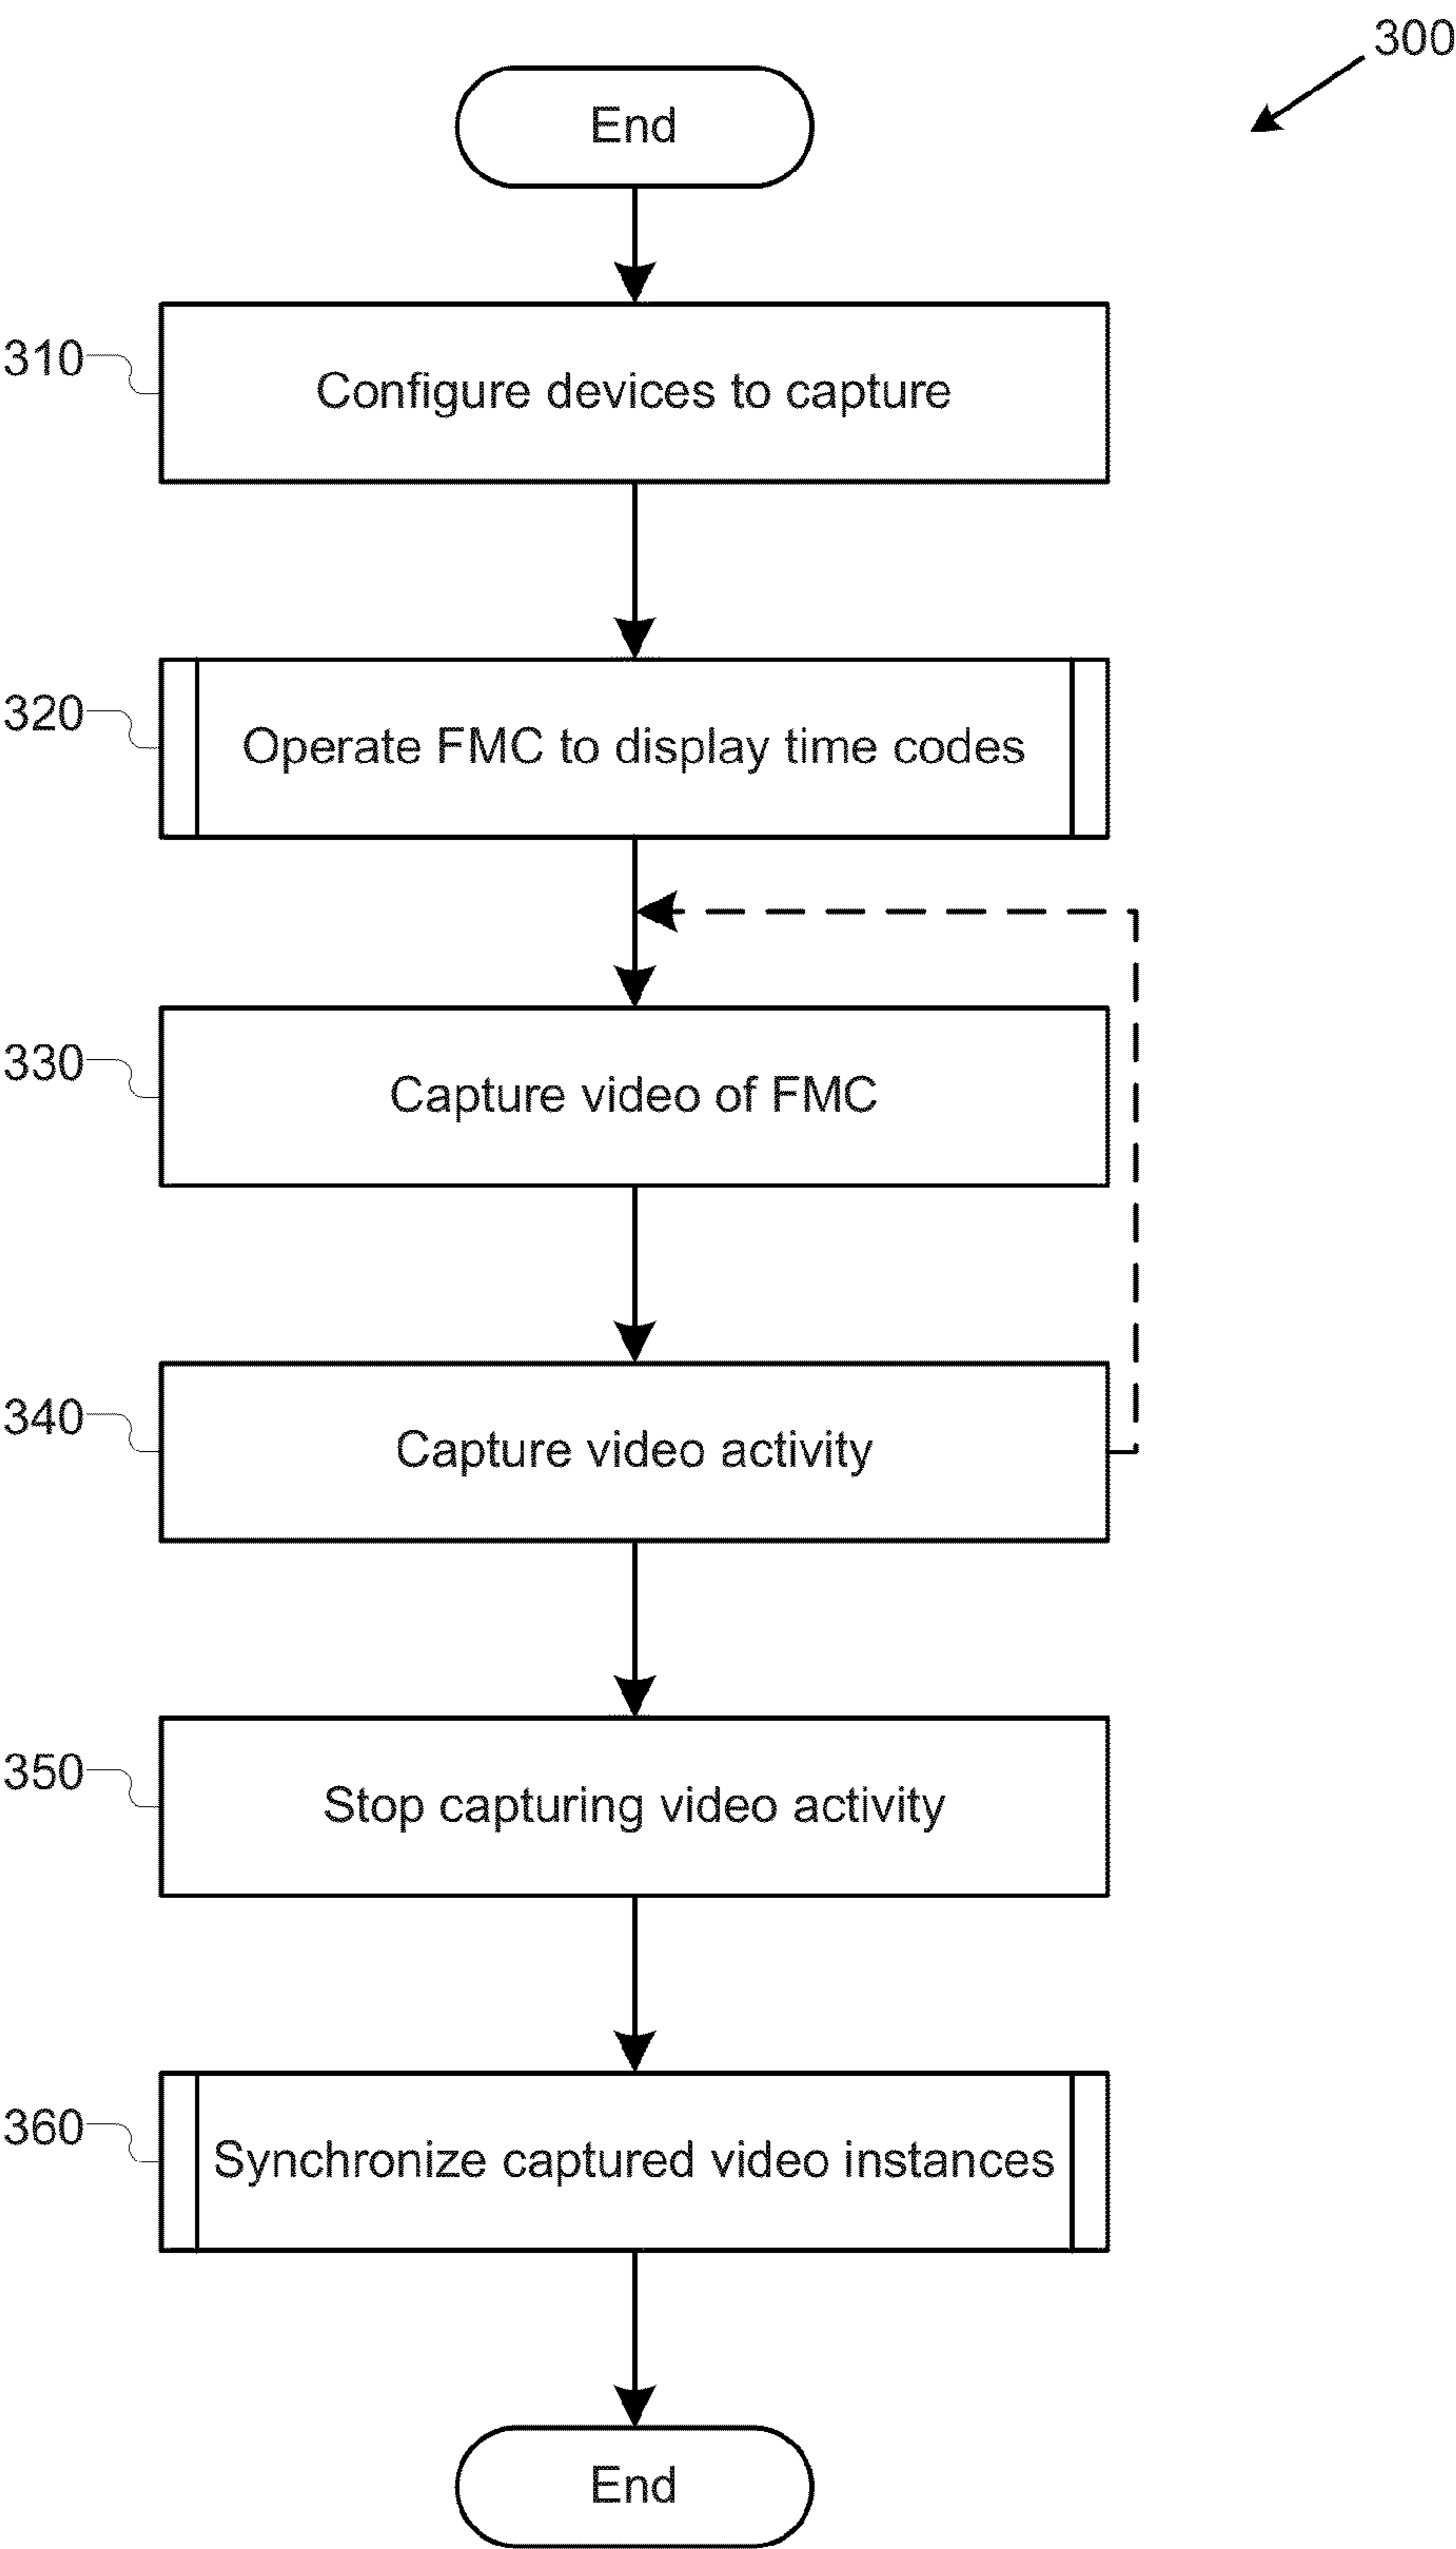 300
End
310
Configure devices to capture
320
Operate FMC to display time codes
330
Capture video of FMC
340
Capture video activity
350
Stop capturing video activity
360
Synchronize captured video instances
End